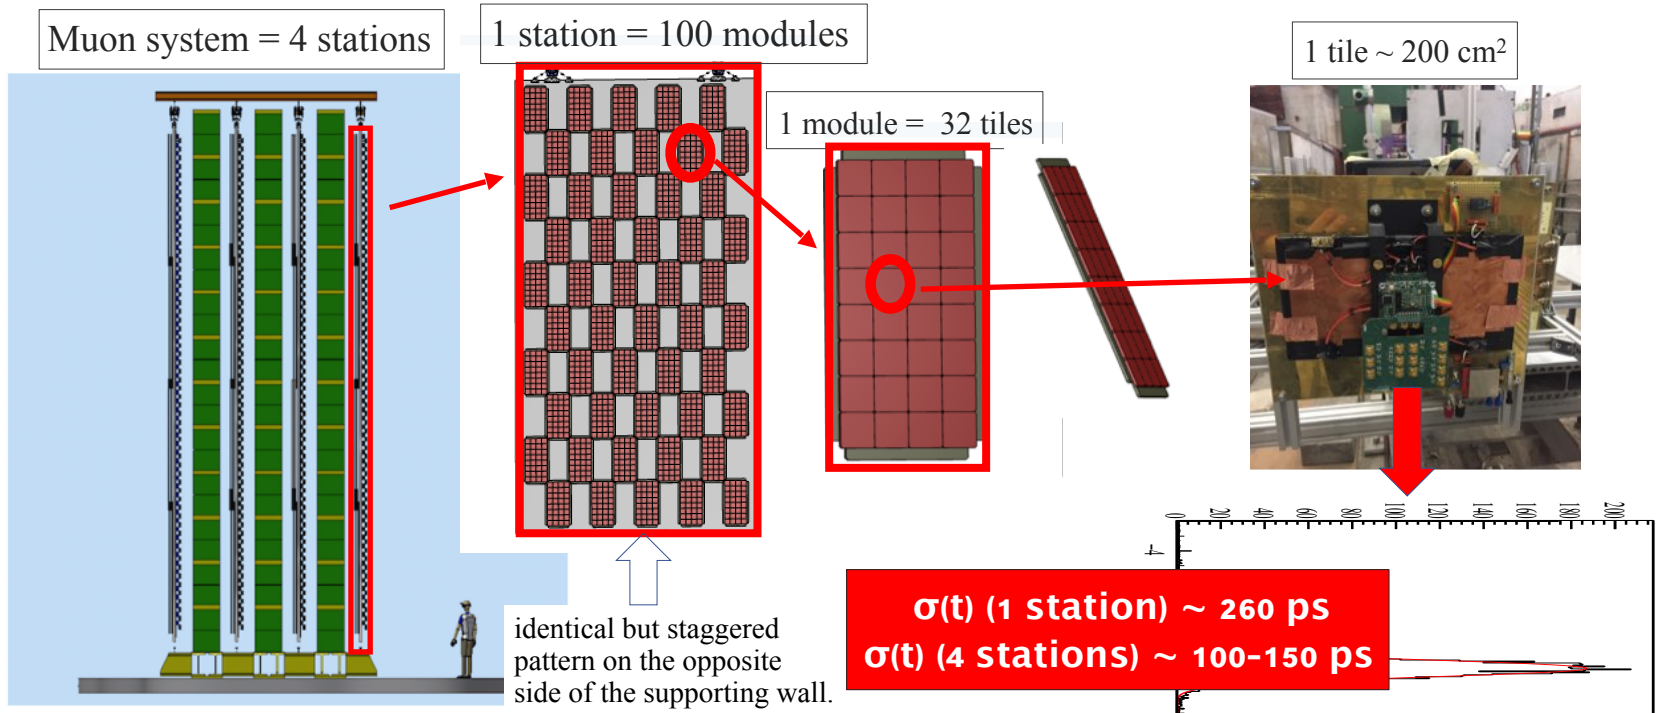 Muon system = 4 stations
1 station = 100 modules
1 tile ~ 200 cm²
1 module = 32 tiles
identical but staggered
pattern on the opposite
side of the supporting wall.
0
20
40
60
80
100
120
140
160
180
200
-4
σ(t) (1 station) ~ 260 ps
σ(t) (4 stations) ~ 100-150 ps